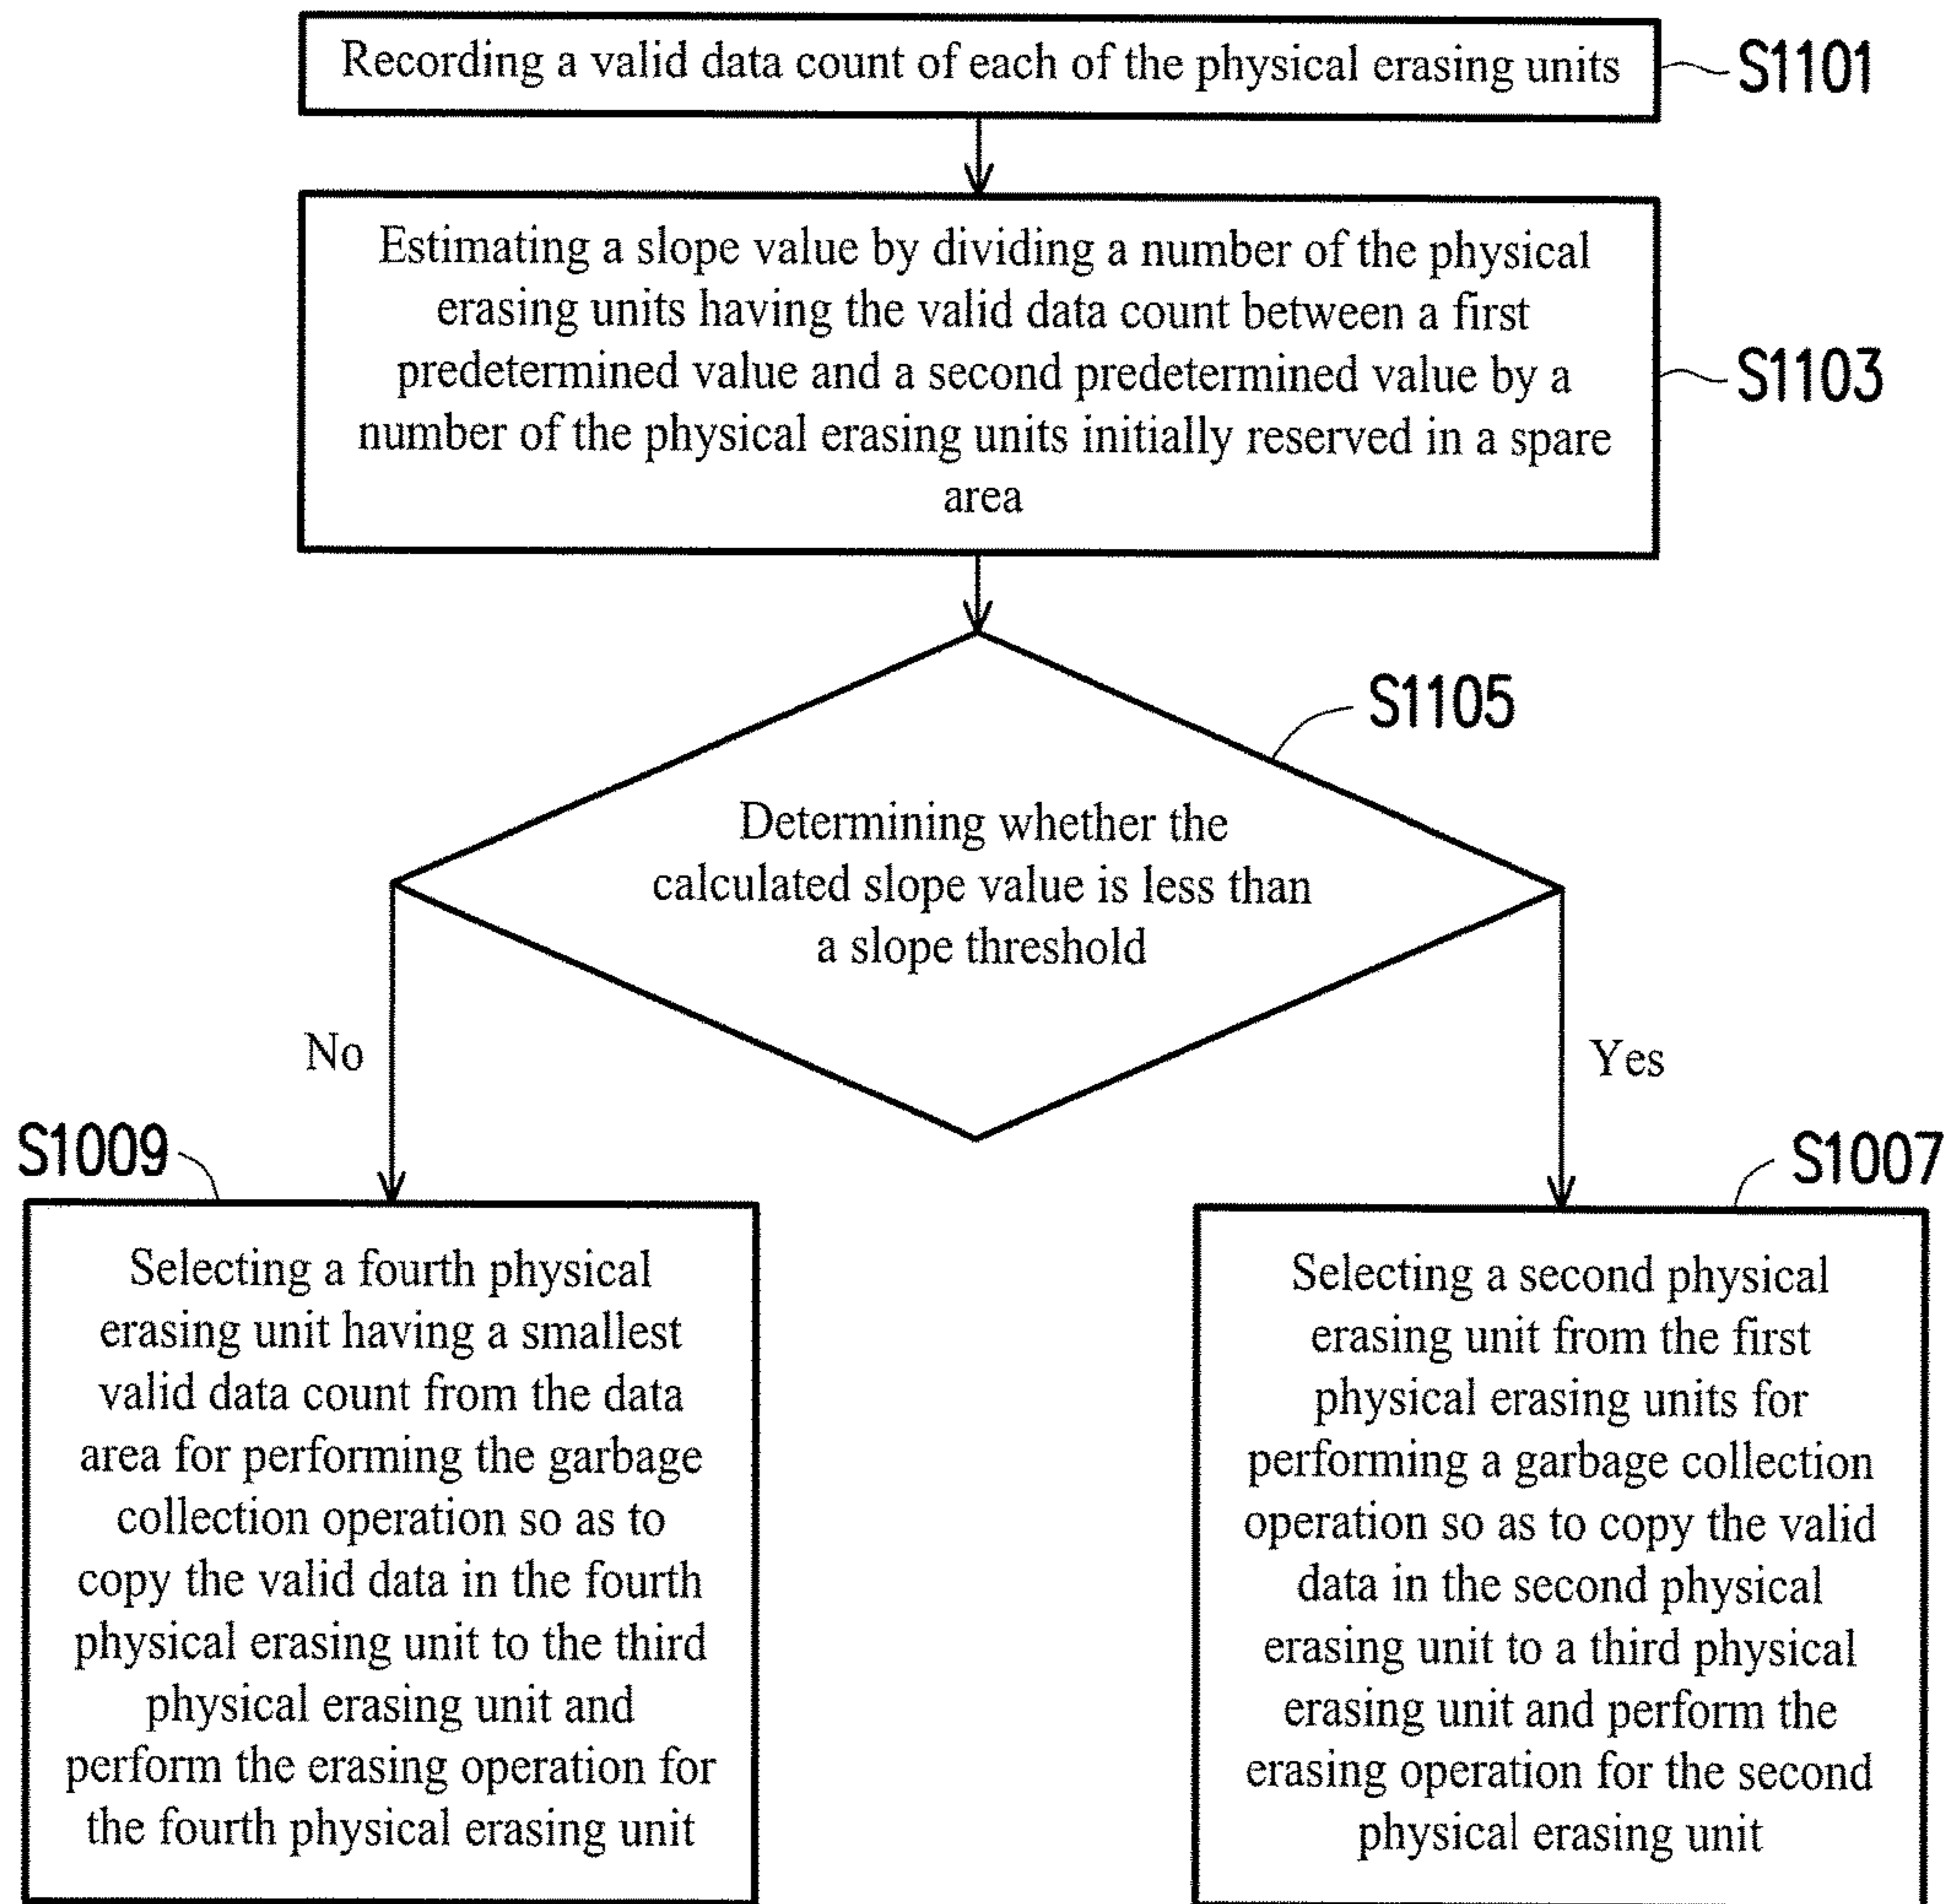 Recording a valid data count of each of the physical erasing units
S1101
Estimating a slope value by dividing a number of the physical
erasing units having the valid data count between a first
predetermined value and a second predetermined value by a
number of the physical erasing units initially reserved in a spare
area
S1103
S1105
Determining whether the
calculated slope value is less than
a slope threshold
No
Yes
S1009
Selecting a fourth physical
erasing unit having a smallest
valid data count from the data
area for performing the garbage
collection operation so as to
copy the valid data in the fourth
physical erasing unit to the third
physical erasing unit and
perform the erasing operation for
the fourth physical erasing unit
S1007
Selecting a second physical
erasing unit from the first
physical erasing units for
performing a garbage collection
operation so as to copy the valid
data in the second physical
erasing unit to a third physical
erasing unit and perform the
erasing operation for the second
physical erasing unit